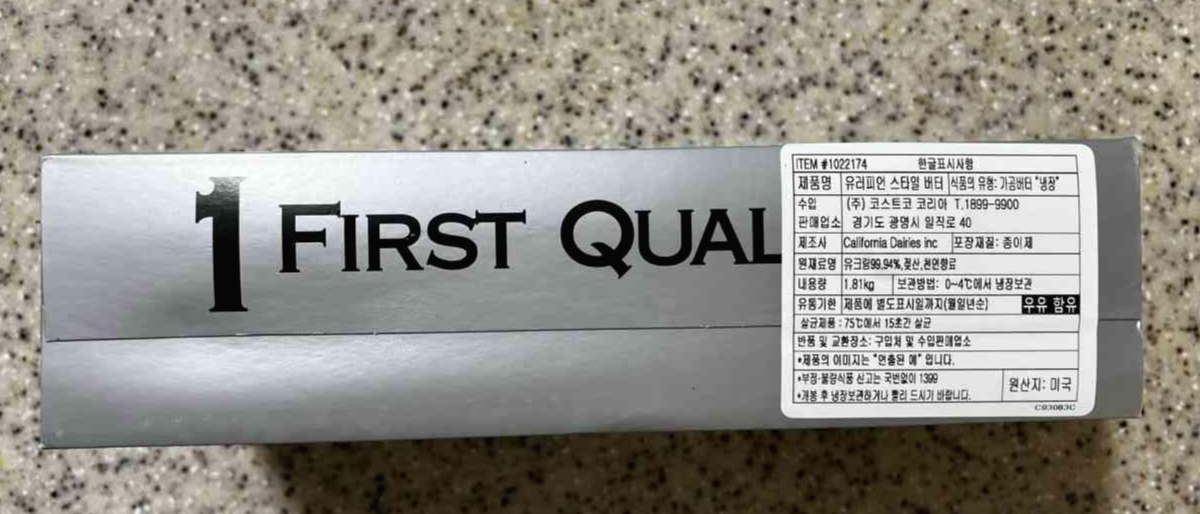 1 FIRST QUAL
ITEM #1022174 한글표시사항
제품명 유러피언 스타일 버터 식품의 유형: 가공버터 "냉장"
수입 (주) 코스트코 코리아 T.1899-9900
판매업소 경기도 광명시 일직로 40
제조사 California Dairies inc 포장재질: 종이제
원재료명 유크림99.94%,젖산,천연향료
내용량 1.81kg 보관방법: 0~4℃에서 냉장보관
유통기한 제품에 별도표시일까지(월일년순) 우유 함유
살균제품 : 75℃에서 15초간 살균
반품 및 교환장소: 구입처 및 수입판매업소
*제품의 이미지는 "연출된 예" 입니다.
*부정·불량식품 신고는 국번없이 1399
*개봉 후 냉장보관하거나 빨리 드시기 바랍니다.
원산지: 미국
C93083C